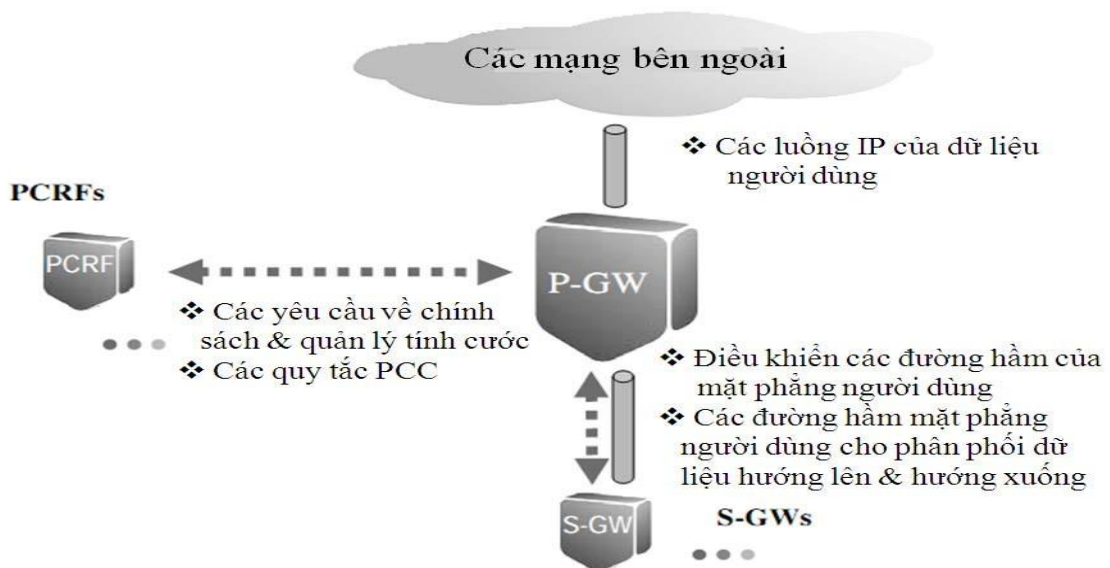 Các mạng bên ngoài
❖ Các luồng IP của dữ liệu
người dùng
PCRFs
PCRF
P-GW
❖ Các yêu cầu về chính
sách & quản lý tính cước
❖ Các quy tắc PCC
❖ Điều khiển các đường hầm của
mặt phẳng người dùng
❖ Các đường hầm mặt phẳng
người dùng cho phân phối dữ
liệu hướng lên & hướng xuống
S-GW
S-GWs